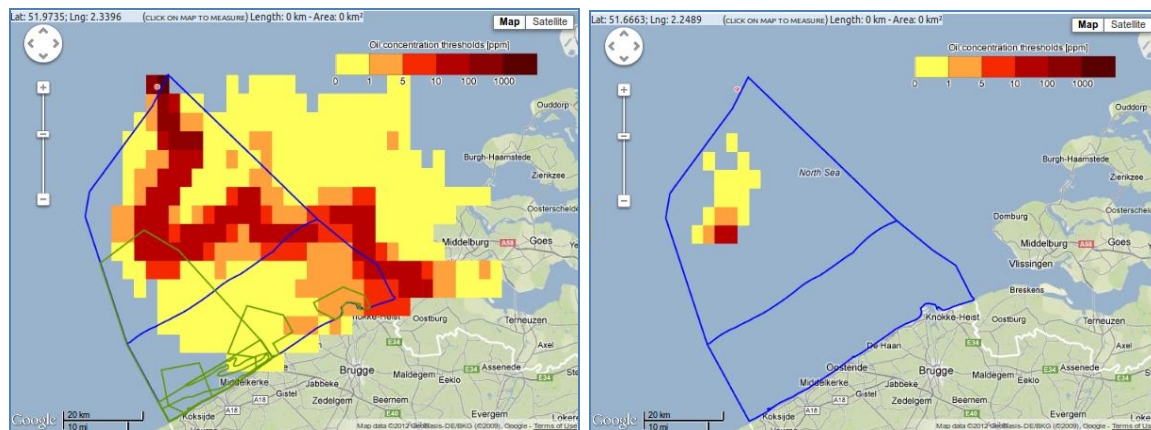 Lat: 51.9735; Lng: 2.3396 (CLICK ON MAP TO MEASURE) Length: 0 km - Area: 0 km²
Map Satellite
Oil concentration thresholds [ppm]
0 1 5 10 100 1000
Ouddorp
Burgh-Haamstede
Zierikzee
Oosterschelde
Middelburg A58 Goes
Knokke-Heist
Oostburg
Terneuzen
E34
Axel
Assenede
Brugge
Middelkerke
Jabbeke
Maldegem
Eeklo
Gistel
A18
A18
Zedelgem
Beernem
E40
Evergem
Koksijde
Google
20 km
10 mi
Map data ©2012 GeoBasis-DE/BKG (©2009), Google - Terms of Use
Lat: 51.6663; Lng: 2.2489 (CLICK ON MAP TO MEASURE) Length: 0 km - Area: 0 km²
Map Satellite
Oil concentration thresholds [ppm]
0 1 5 10 100 1000
Ouddorp
Burgh-Haamstede
Zierikzee
North Sea
Oosterschelde
Domburg
Middelburg A58 Goes
Vlissingen
Breskens
Knokke-Heist
Oostburg
Terneuzen
De Haan
E34
Axel
Oostende
Assenede
Brugge
Middelkerke
Jabbeke
Maldegem
Eeklo
Gistel
A18
A18
Zedelgem
Beernem
E40
Evergem
Koksijde
Google
20 km
10 mi
Map data ©2012 GeoBasis-DE/BKG (©2009), Google - Terms of Use